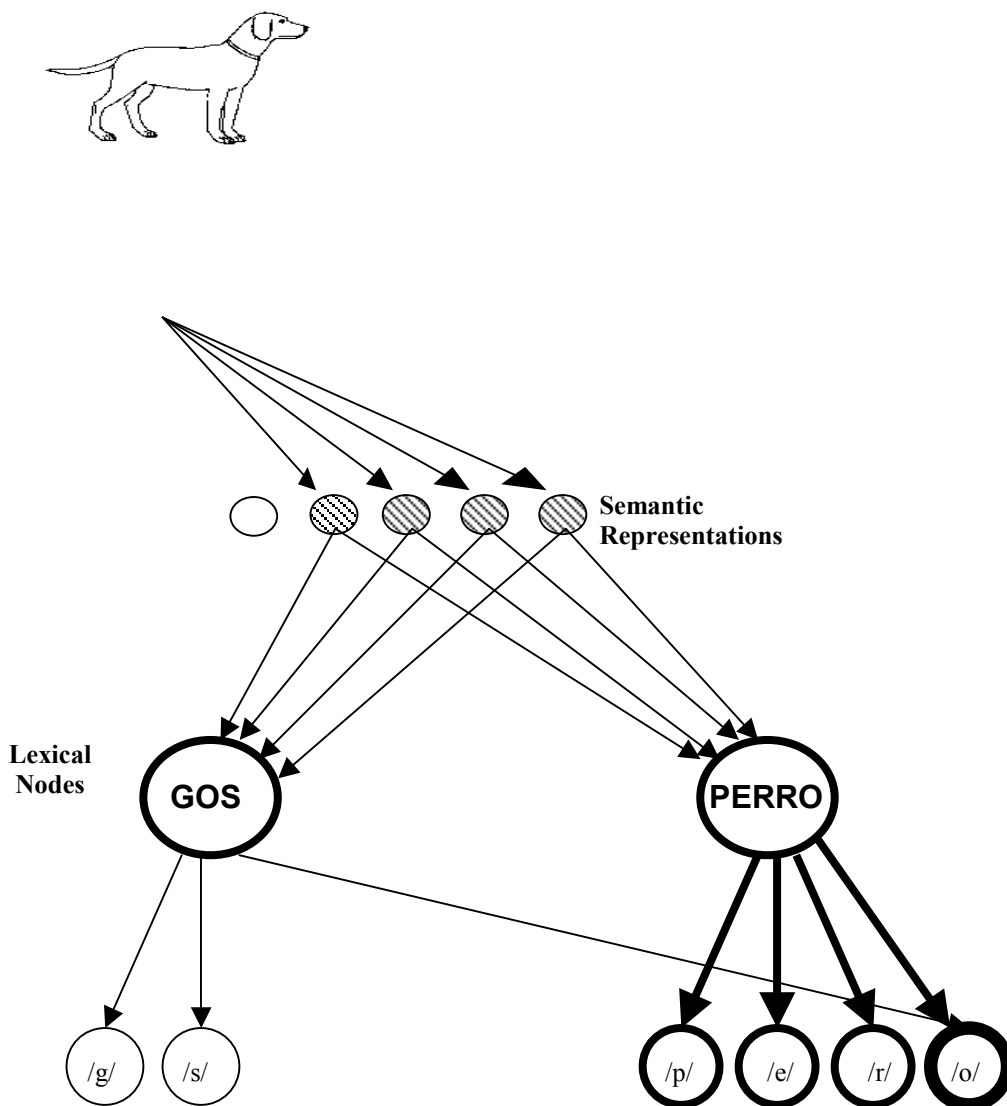 Semantic
Representations
Lexical
Nodes
GOS
PERRO
/g/
/s/
/p/
/e/
/r/
/o/